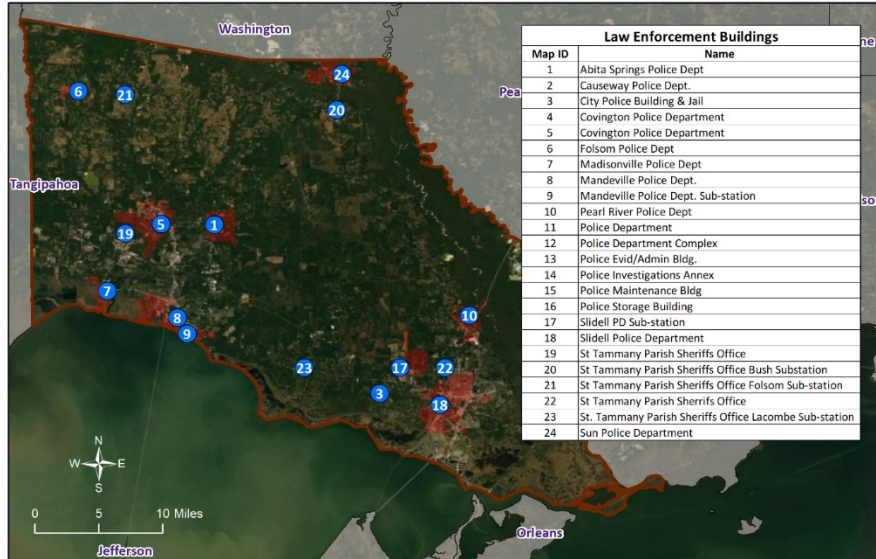 Washington
Law Enforcement Buildings
Map ID Name
1 Abita Springs Police Dept
2 Causeway Police Dept.
3 City Police Building & Jail
4 Covington Police Department
5 Covington Police Department
6 Folsom Police Dept
7 Madisonville Police Dept
8 Mandeville Police Dept.
9 Mandeville Police Dept. Sub-station
10 Pearl River Police Dept
11 Police Department
12 Police Department Complex
13 Police Evid/Admin Bldg.
14 Police Investigations Annex
15 Police Maintenance Bldg
16 Police Storage Building
17 Slidell PD Sub-station
18 Slidell Police Department
19 St Tammany Parish Sheriffs Office
20 St Tammany Parish Sheriffs Office Bush Substation
21 St Tammany Parish Sheriffs Office Folsom Sub-station
22 St Tammany Parish Sherrifs Office
23 St. Tammany Parish Sheriffs Office Lacombe Sub-station
24 Sun Police Department
24
6
21
20
Tangipahoa
5
1
19
7
8
10
9
23
17
22
3
18
N
W E
S
0 5 10 Miles
Orleans
Jefferson